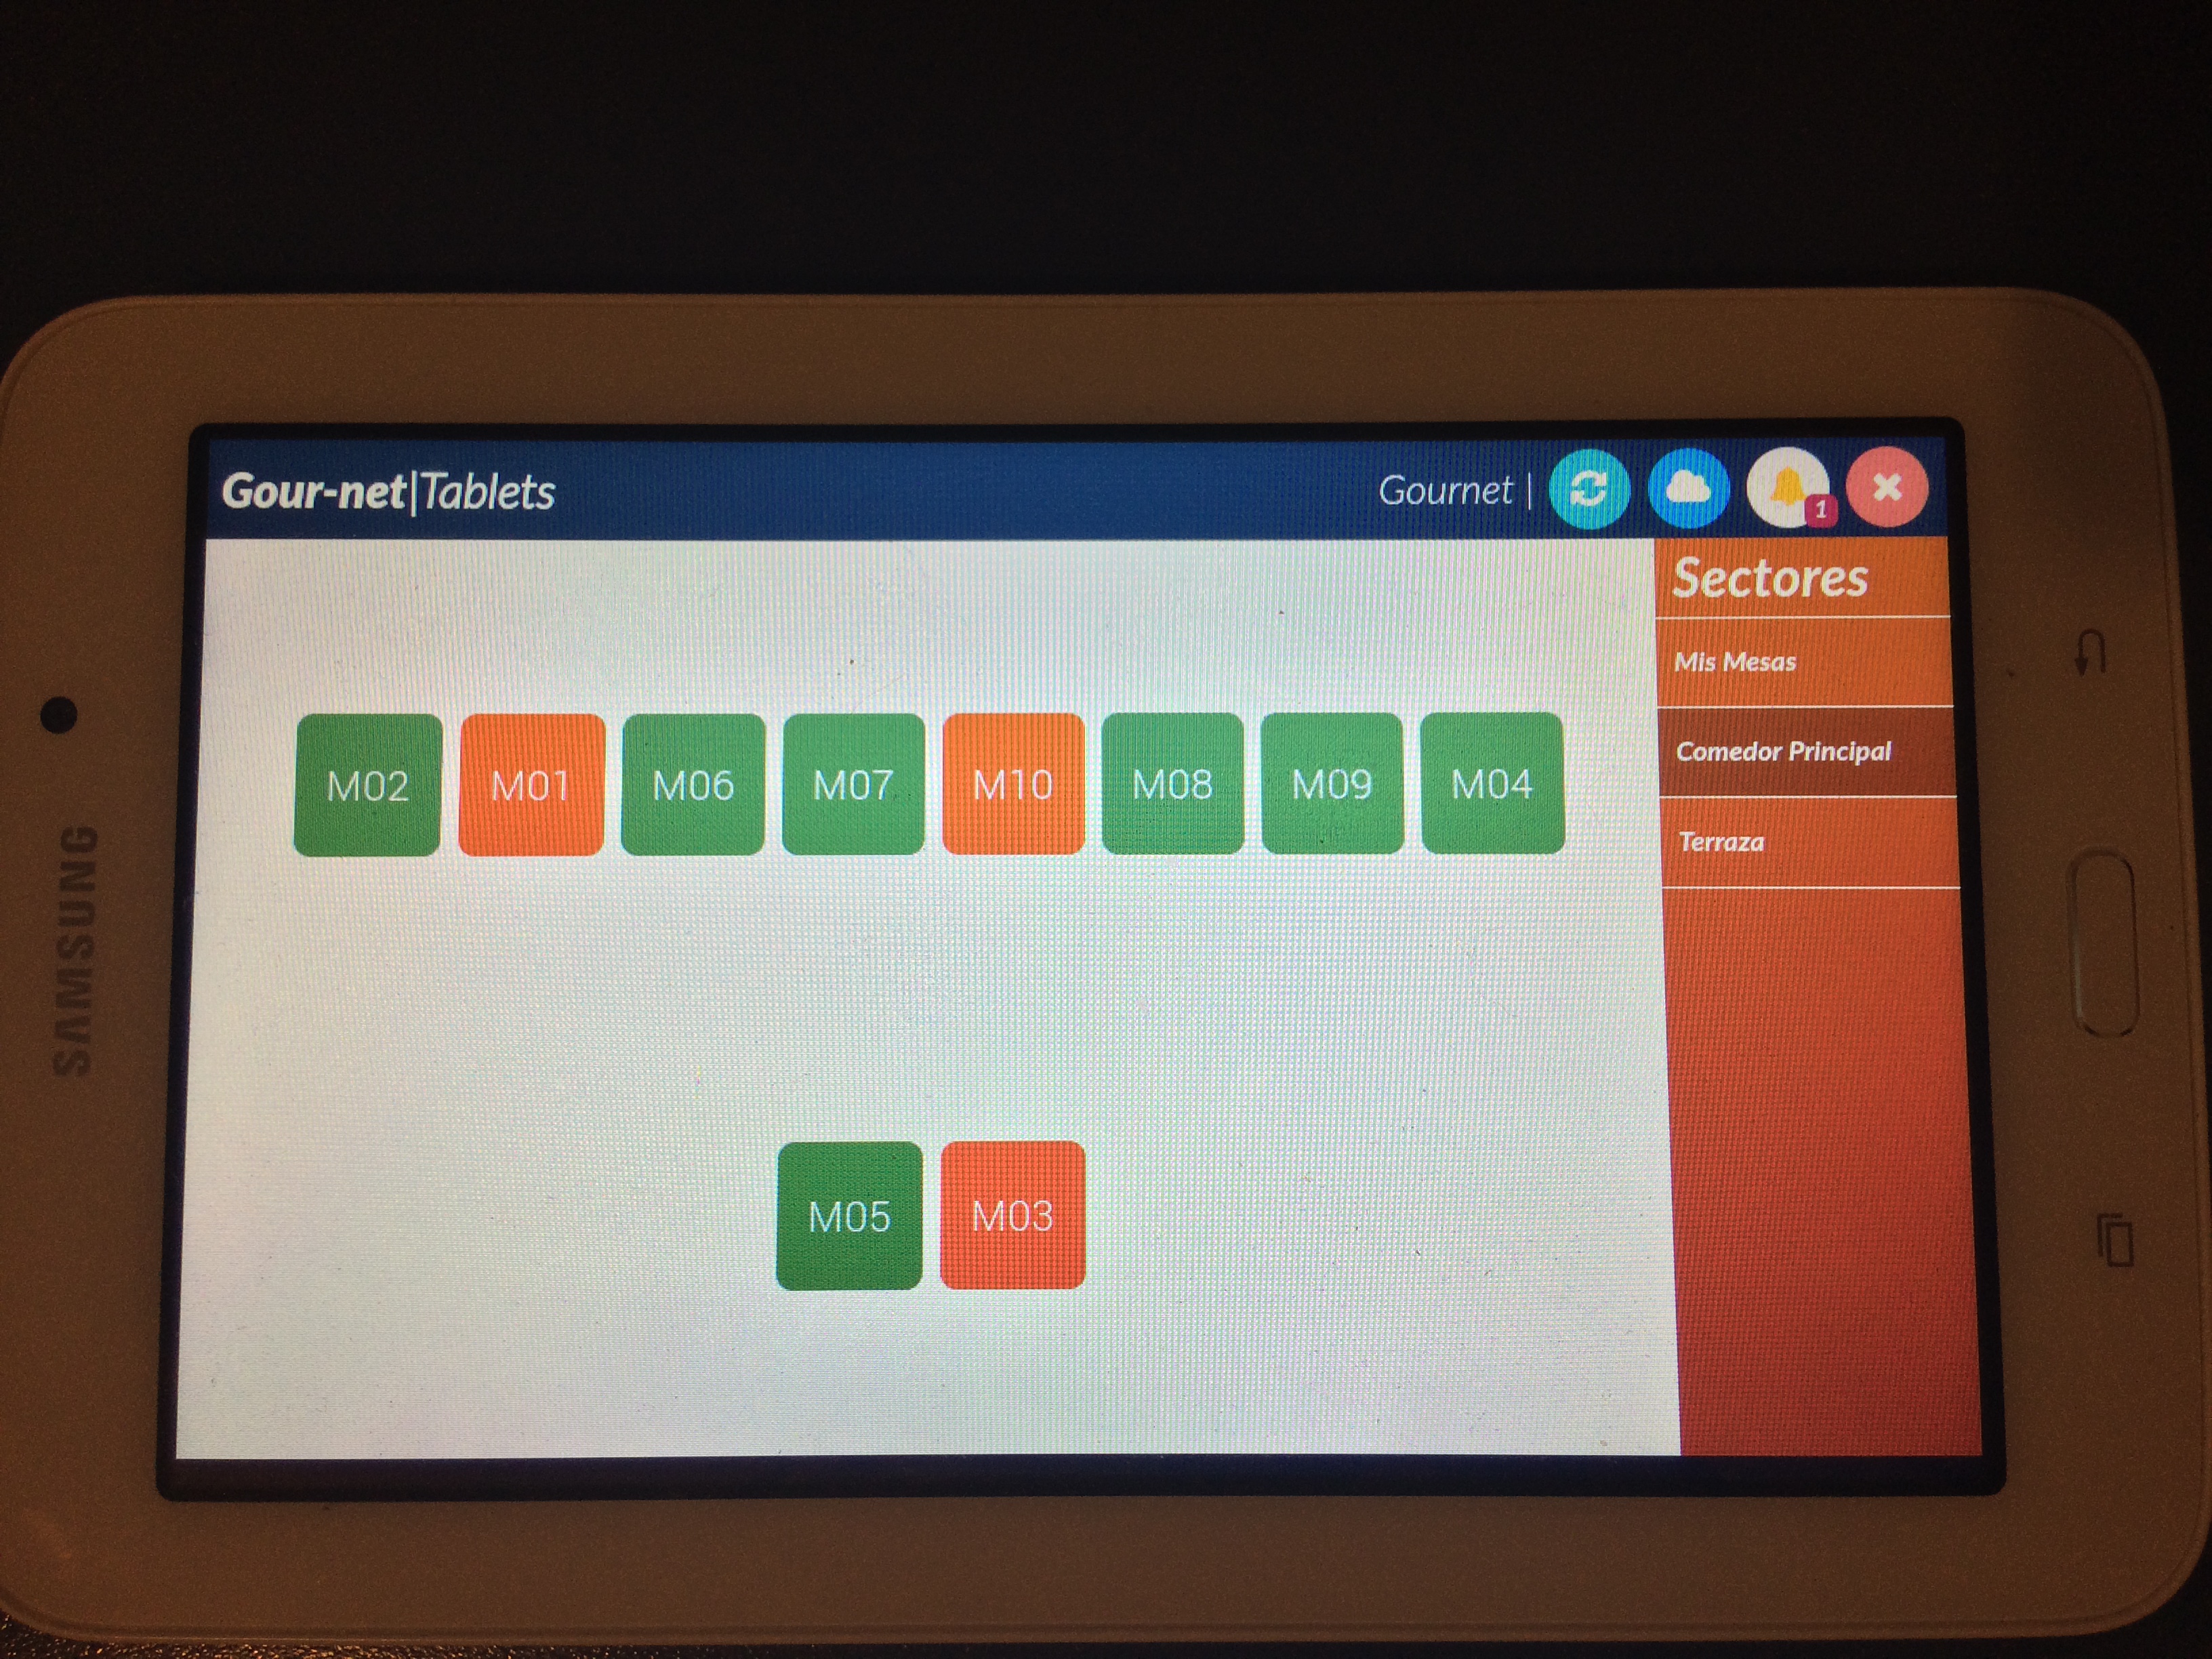 Gour-net|Tablets
Gournet |
1
Sectores
Mis Mesas
Comedor Principal
Terraza
M02 M01 M06 M07 M10 M08 M09 M04
M05 M03
SAMSUNG